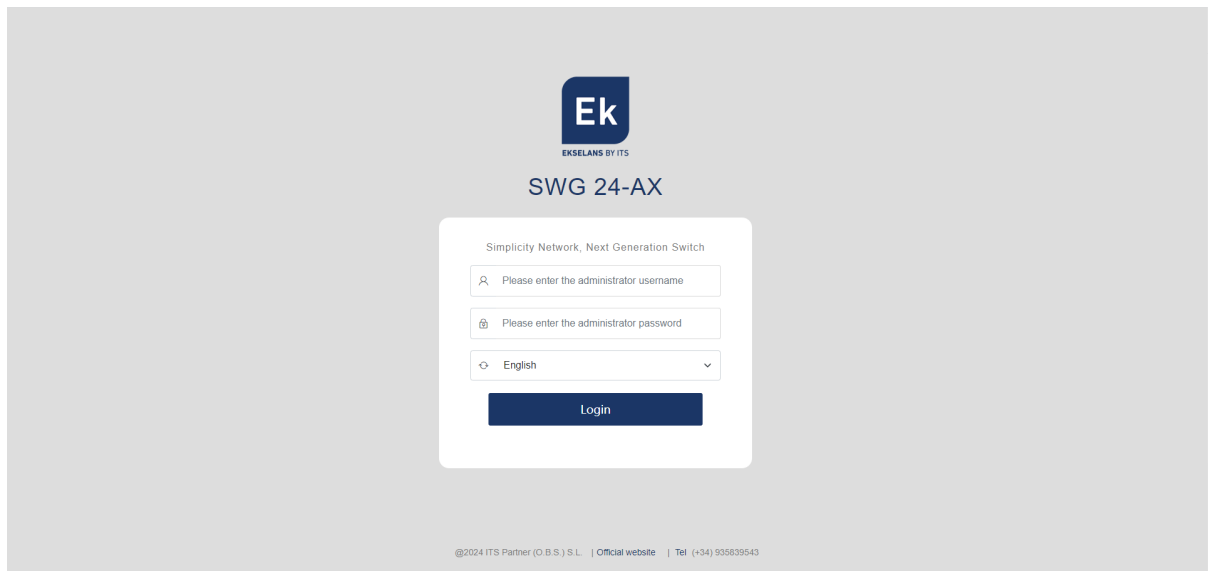 Ek
EKSELANS BY ITS
SWG 24-AX
Simplicity Network, Next Generation Switch
Please enter the administrator username
Please enter the administrator password
English
Login
@2024 ITS Partner (O.B.S.) S.L. | Official website | Tel (+34) 935839543